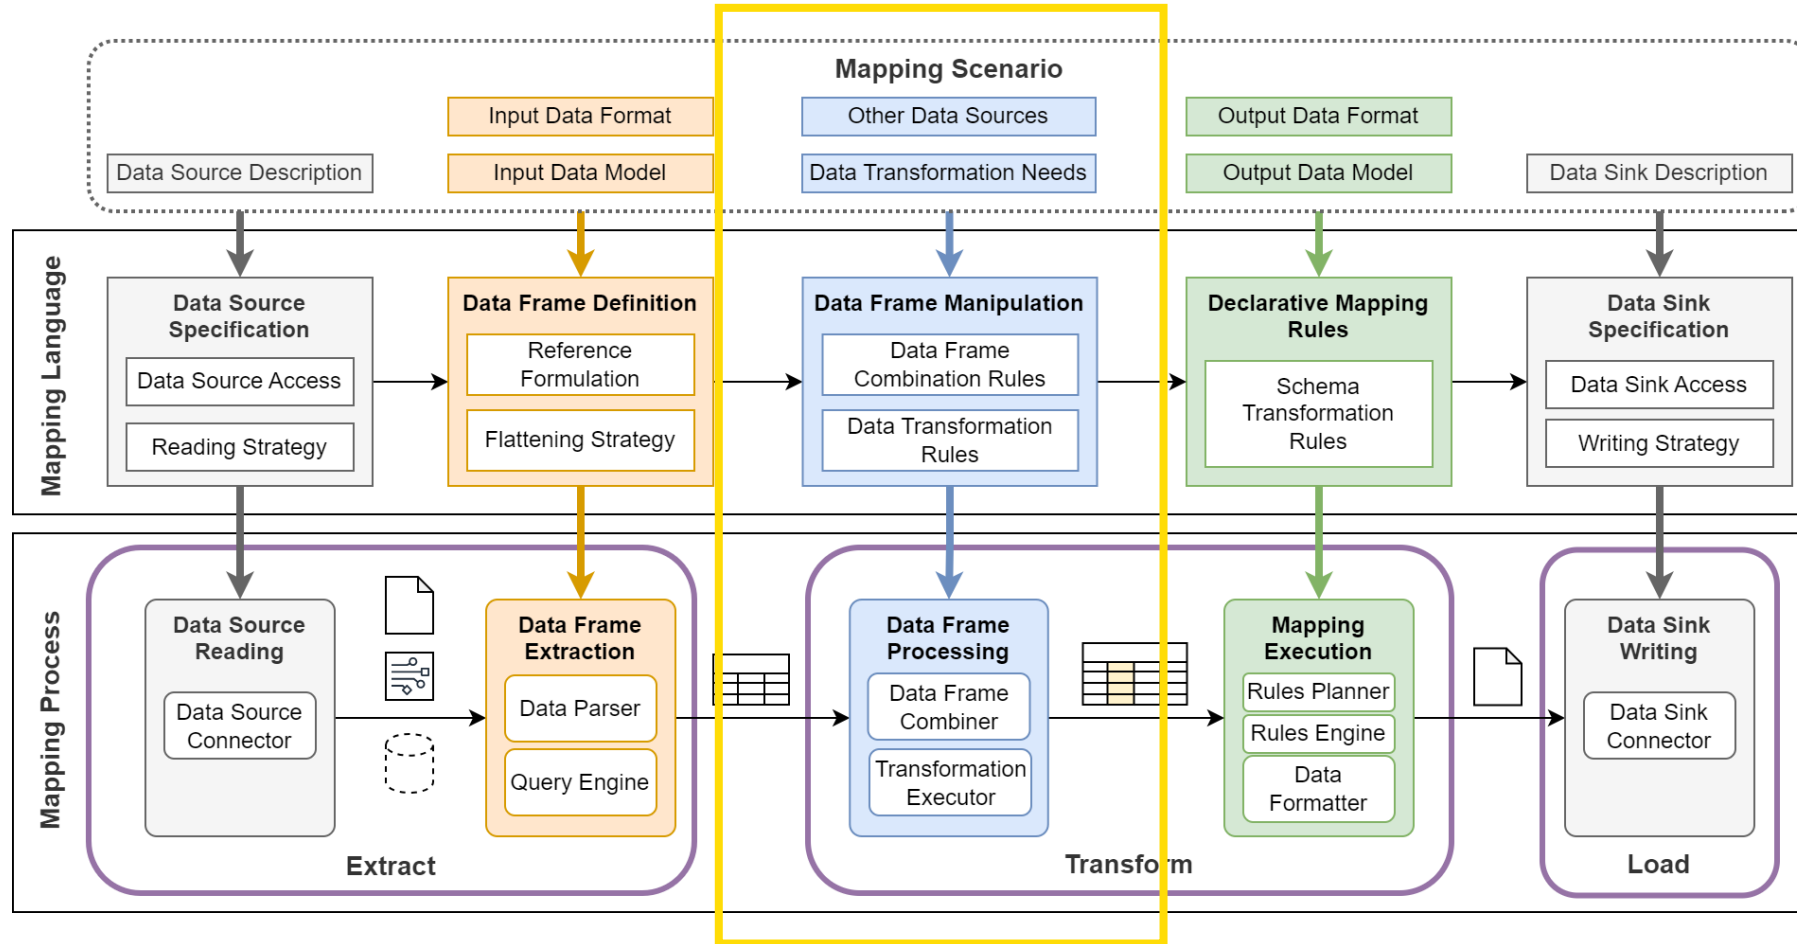 Mapping Scenario
Input Data Format
Other Data Sources
Output Data Format
Data Source Description
Input Data Model
Data Transformation Needs
Output Data Model
Data Sink Description
Mapping Language
Data Source
Specification
Data Source Access
Reading Strategy
Data Frame Definition
Reference
Formulation
Flattening Strategy
Data Frame Manipulation
Data Frame
Combination Rules
Data Transformation
Rules
Declarative Mapping
Rules
Schema
Transformation
Rules
Data Sink
Specification
Data Sink Access
Writing Strategy
Mapping Process
Data Source
Reading
Data Source
Connector
Data Frame
Extraction
Data Parser
Query Engine
Extract
Data Frame
Processing
Data Frame
Combiner
Transformation
Executor
Mapping
Execution
Rules Planner
Rules Engine
Data
Formatter
Transform
Data Sink
Writing
Data Sink
Connector
Load